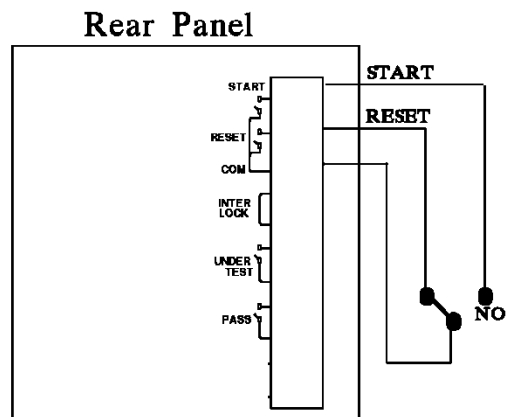 Rear Panel
START
START
RESET
RESET
COM
INTER
LOCK
UNDER
TEST
PASS
NO